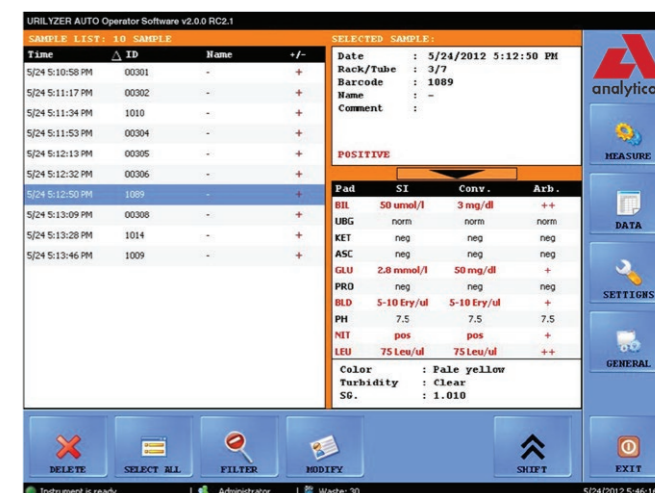 URILYZER AUTO Operator Software v2.0.0 RC2.1
SAMPLE LIST: 10 SAMPLE
Time △ ID Name +/-
5/24 5:10:58 PM 00301 - +
5/24 5:11:17 PM 00302 - +
5/24 5:11:34 PM 1010 - +
5/24 5:11:53 PM 00304 - +
5/24 5:12:13 PM 00305 - +
5/24 5:12:32 PM 00306 - +
5/24 5:12:50 PM 1089 - +
5/24 5:13:09 PM 00308 - +
5/24 5:13:28 PM 1014 - +
5/24 5:13:46 PM 1009 - +
SELECTED SAMPLE:
Date : 5/24/2012 5:12:50 PM
Rack/Tube : 3/7
Barcode : 1089
Name : -
Comment :
POSITIVE
Pad SI Conv. Arb.
BIL 50 umol/l 3 mg/dl ++
UBG norm norm norm
KET neg neg neg
ASC neg neg neg
GLU 2.8 mmol/l 50 mg/dl +
PRO neg neg neg
BLD 5-10 Ery/ul 5-10 Ery/ul +
PH 7.5 7.5 7.5
NIT pos pos +
LEU 75 Leu/ul 75 Leu/ul ++
Color : Pale yellow
Turbidity : Clear
SG. : 1.010
analytica
MEASURE
DATA
SETTIGNS
GENERAL
DELETE
SELECT ALL
FILTER
MODIFY
SHIFT
EXIT
Instrument is ready Administrator Waste: 30 5/24/2012 5:46:16